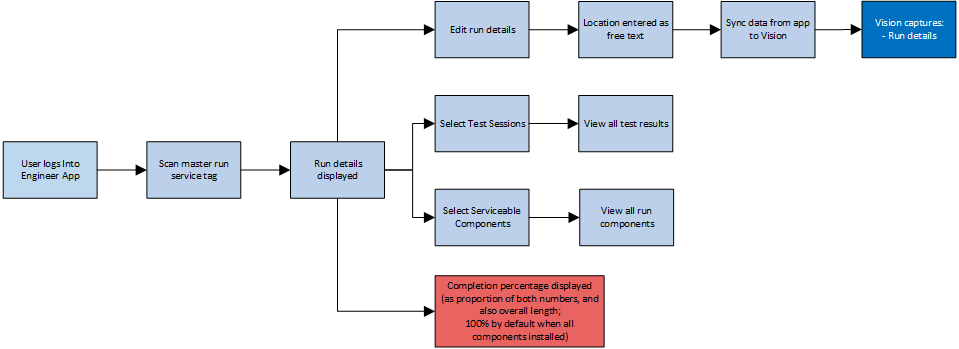 User logs Into
Engineer App
Scan master run
service tag
Run details
displayed
Edit run details
Location entered as
free text
Sync data from app
to Vision
Vision captures:
- Run details
Select Test Sessions
View all test results
Select Serviceable
Components
View all run
components
Completion percentage displayed
(as proportion of both numbers, and
also overall length;
100% by default when all
components installed)